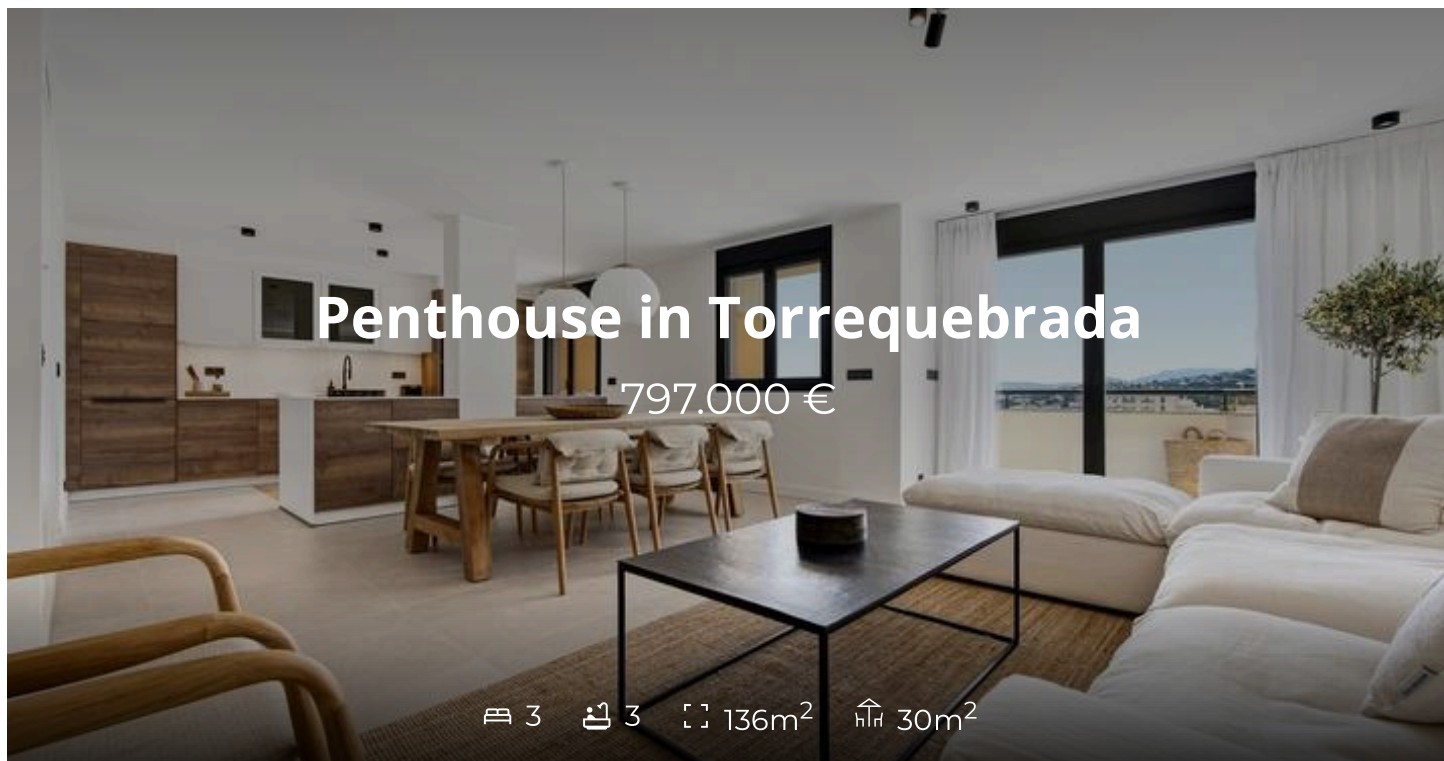 Penthouse in Torrequebrada
797.000 €
3 3 136m² 30m²